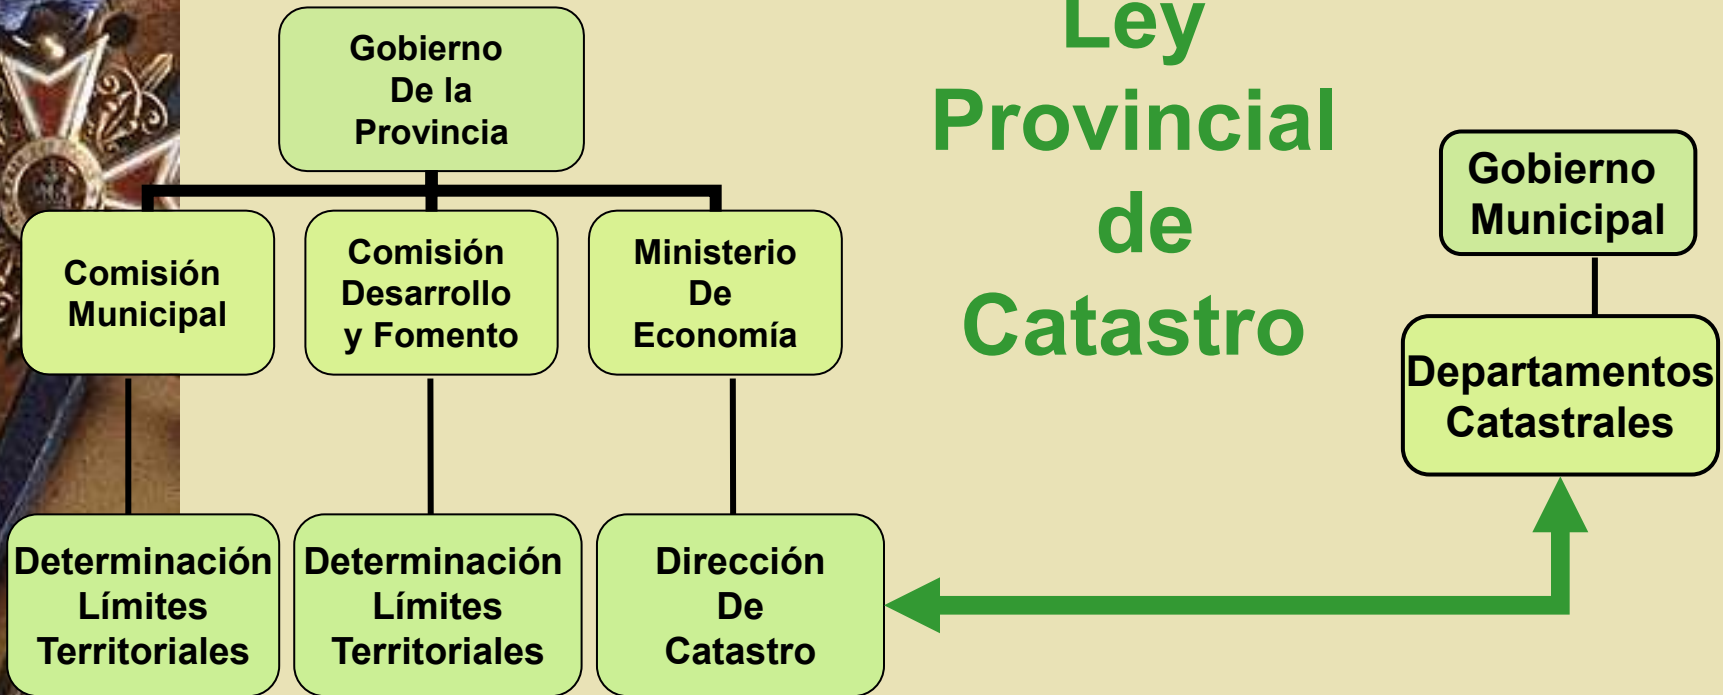 Ley
Provincial
de
Catastro
Gobierno
De la
Provincia
Comisión
Municipal
Comisión
Desarrollo
y Fomento
Ministerio
De
Economía
Determinación
Límites
Territoriales
Determinación
Límites
Territoriales
Dirección
De
Catastro
Gobierno
Municipal
Departamentos
Catastrales